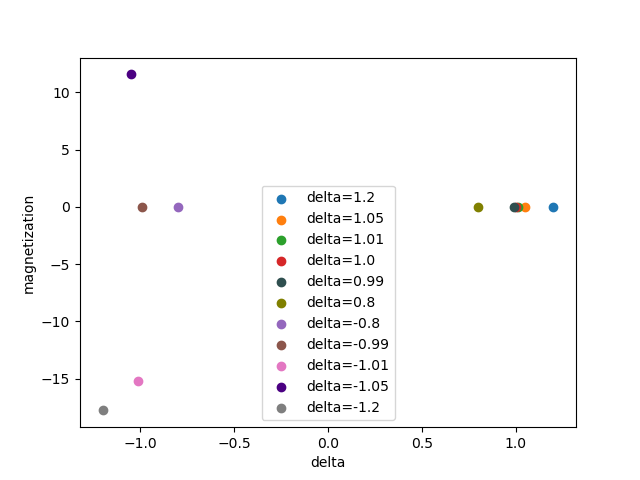 10
5
0
−5
−10
−15
magnetization
delta=1.2
delta=1.05
delta=1.01
delta=1.0
delta=0.99
delta=0.8
delta=-0.8
delta=-0.99
delta=-1.01
delta=-1.05
delta=-1.2
−1.0 −0.5 0.0 0.5 1.0
delta